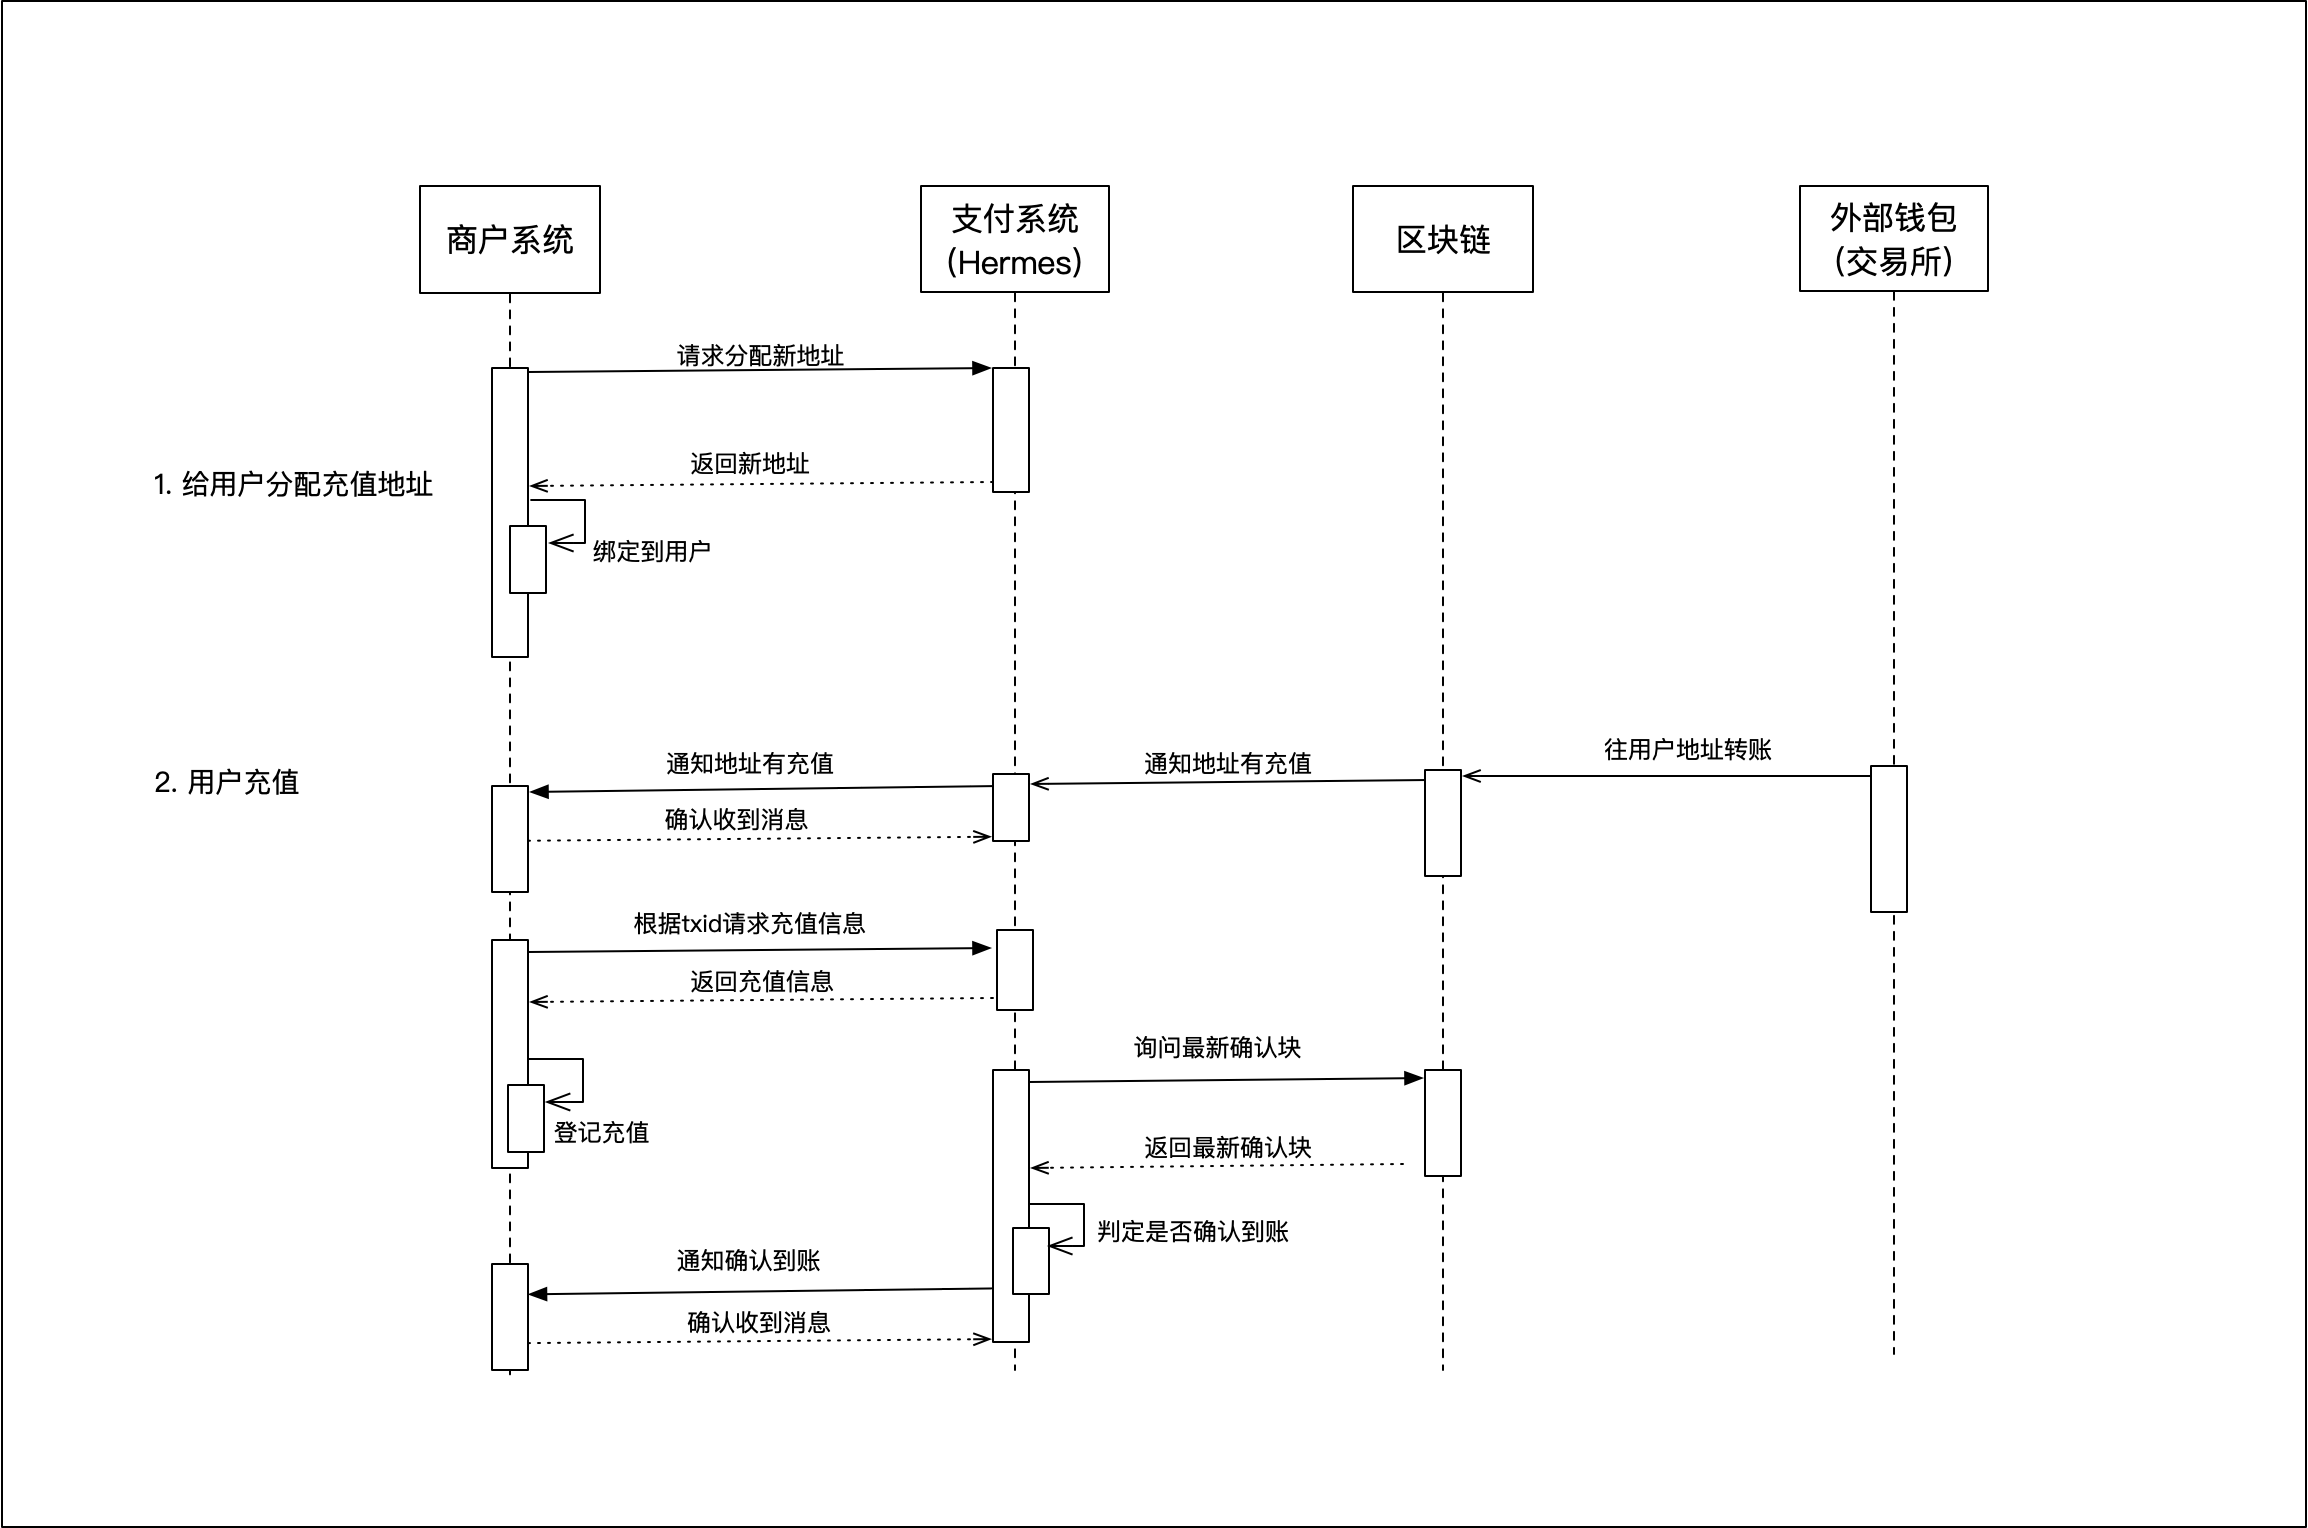 商户系统
支付系统
(Hermes)
区块链
外部钱包
(交易所)
请求分配新地址
返回新地址
1. 给用户分配充值地址
绑定到用户
往用户地址转账
通知地址有充值
通知地址有充值
2. 用户充值
确认收到消息
根据txid请求充值信息
返回充值信息
询问最新确认块
登记充值
返回最新确认块
判定是否确认到账
通知确认到账
确认收到消息